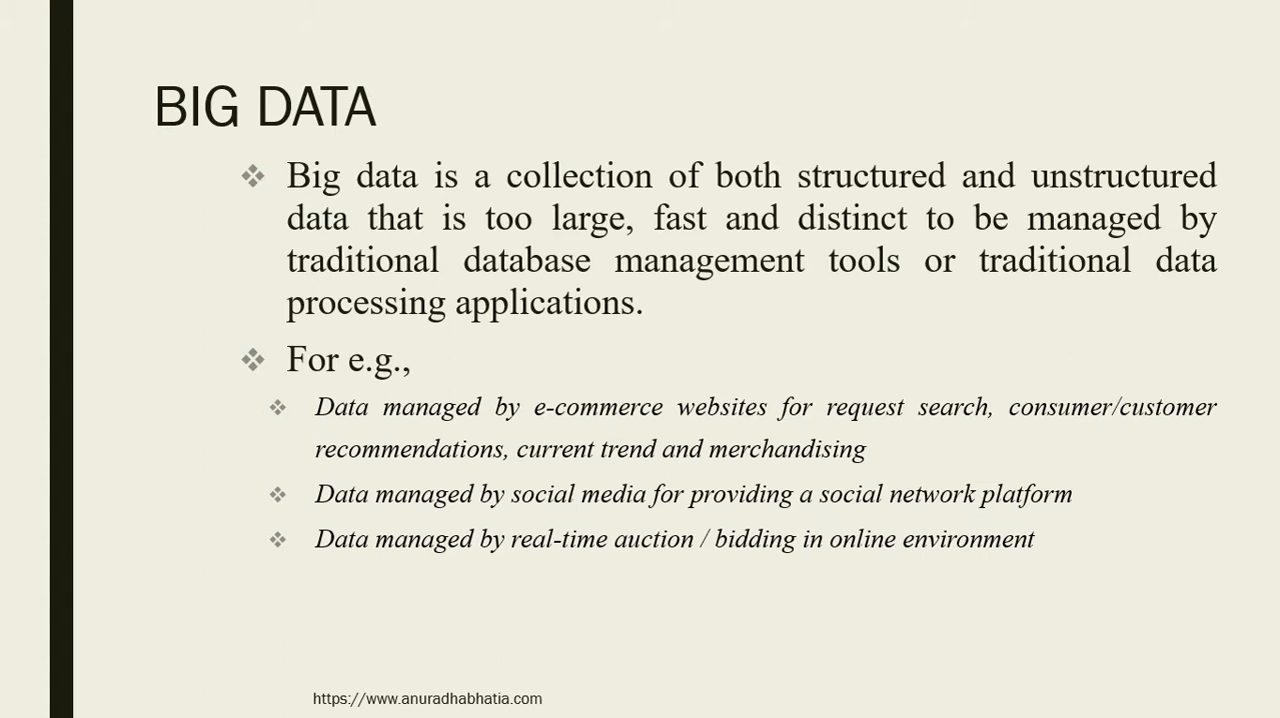 BIG DATA
Big data is a collection of both structured and unstructured
data that is too large, fast and distinct to be managed by
traditional database management tools or traditional data
processing applications.
For e.g.,
Data managed by e-commerce websites for request search, consumer/customer
recommendations, current trend and merchandising
Data managed by social media for providing a social network platform
Data managed by real-time auction / bidding in online environment
https://www.anuradhabhatia.com